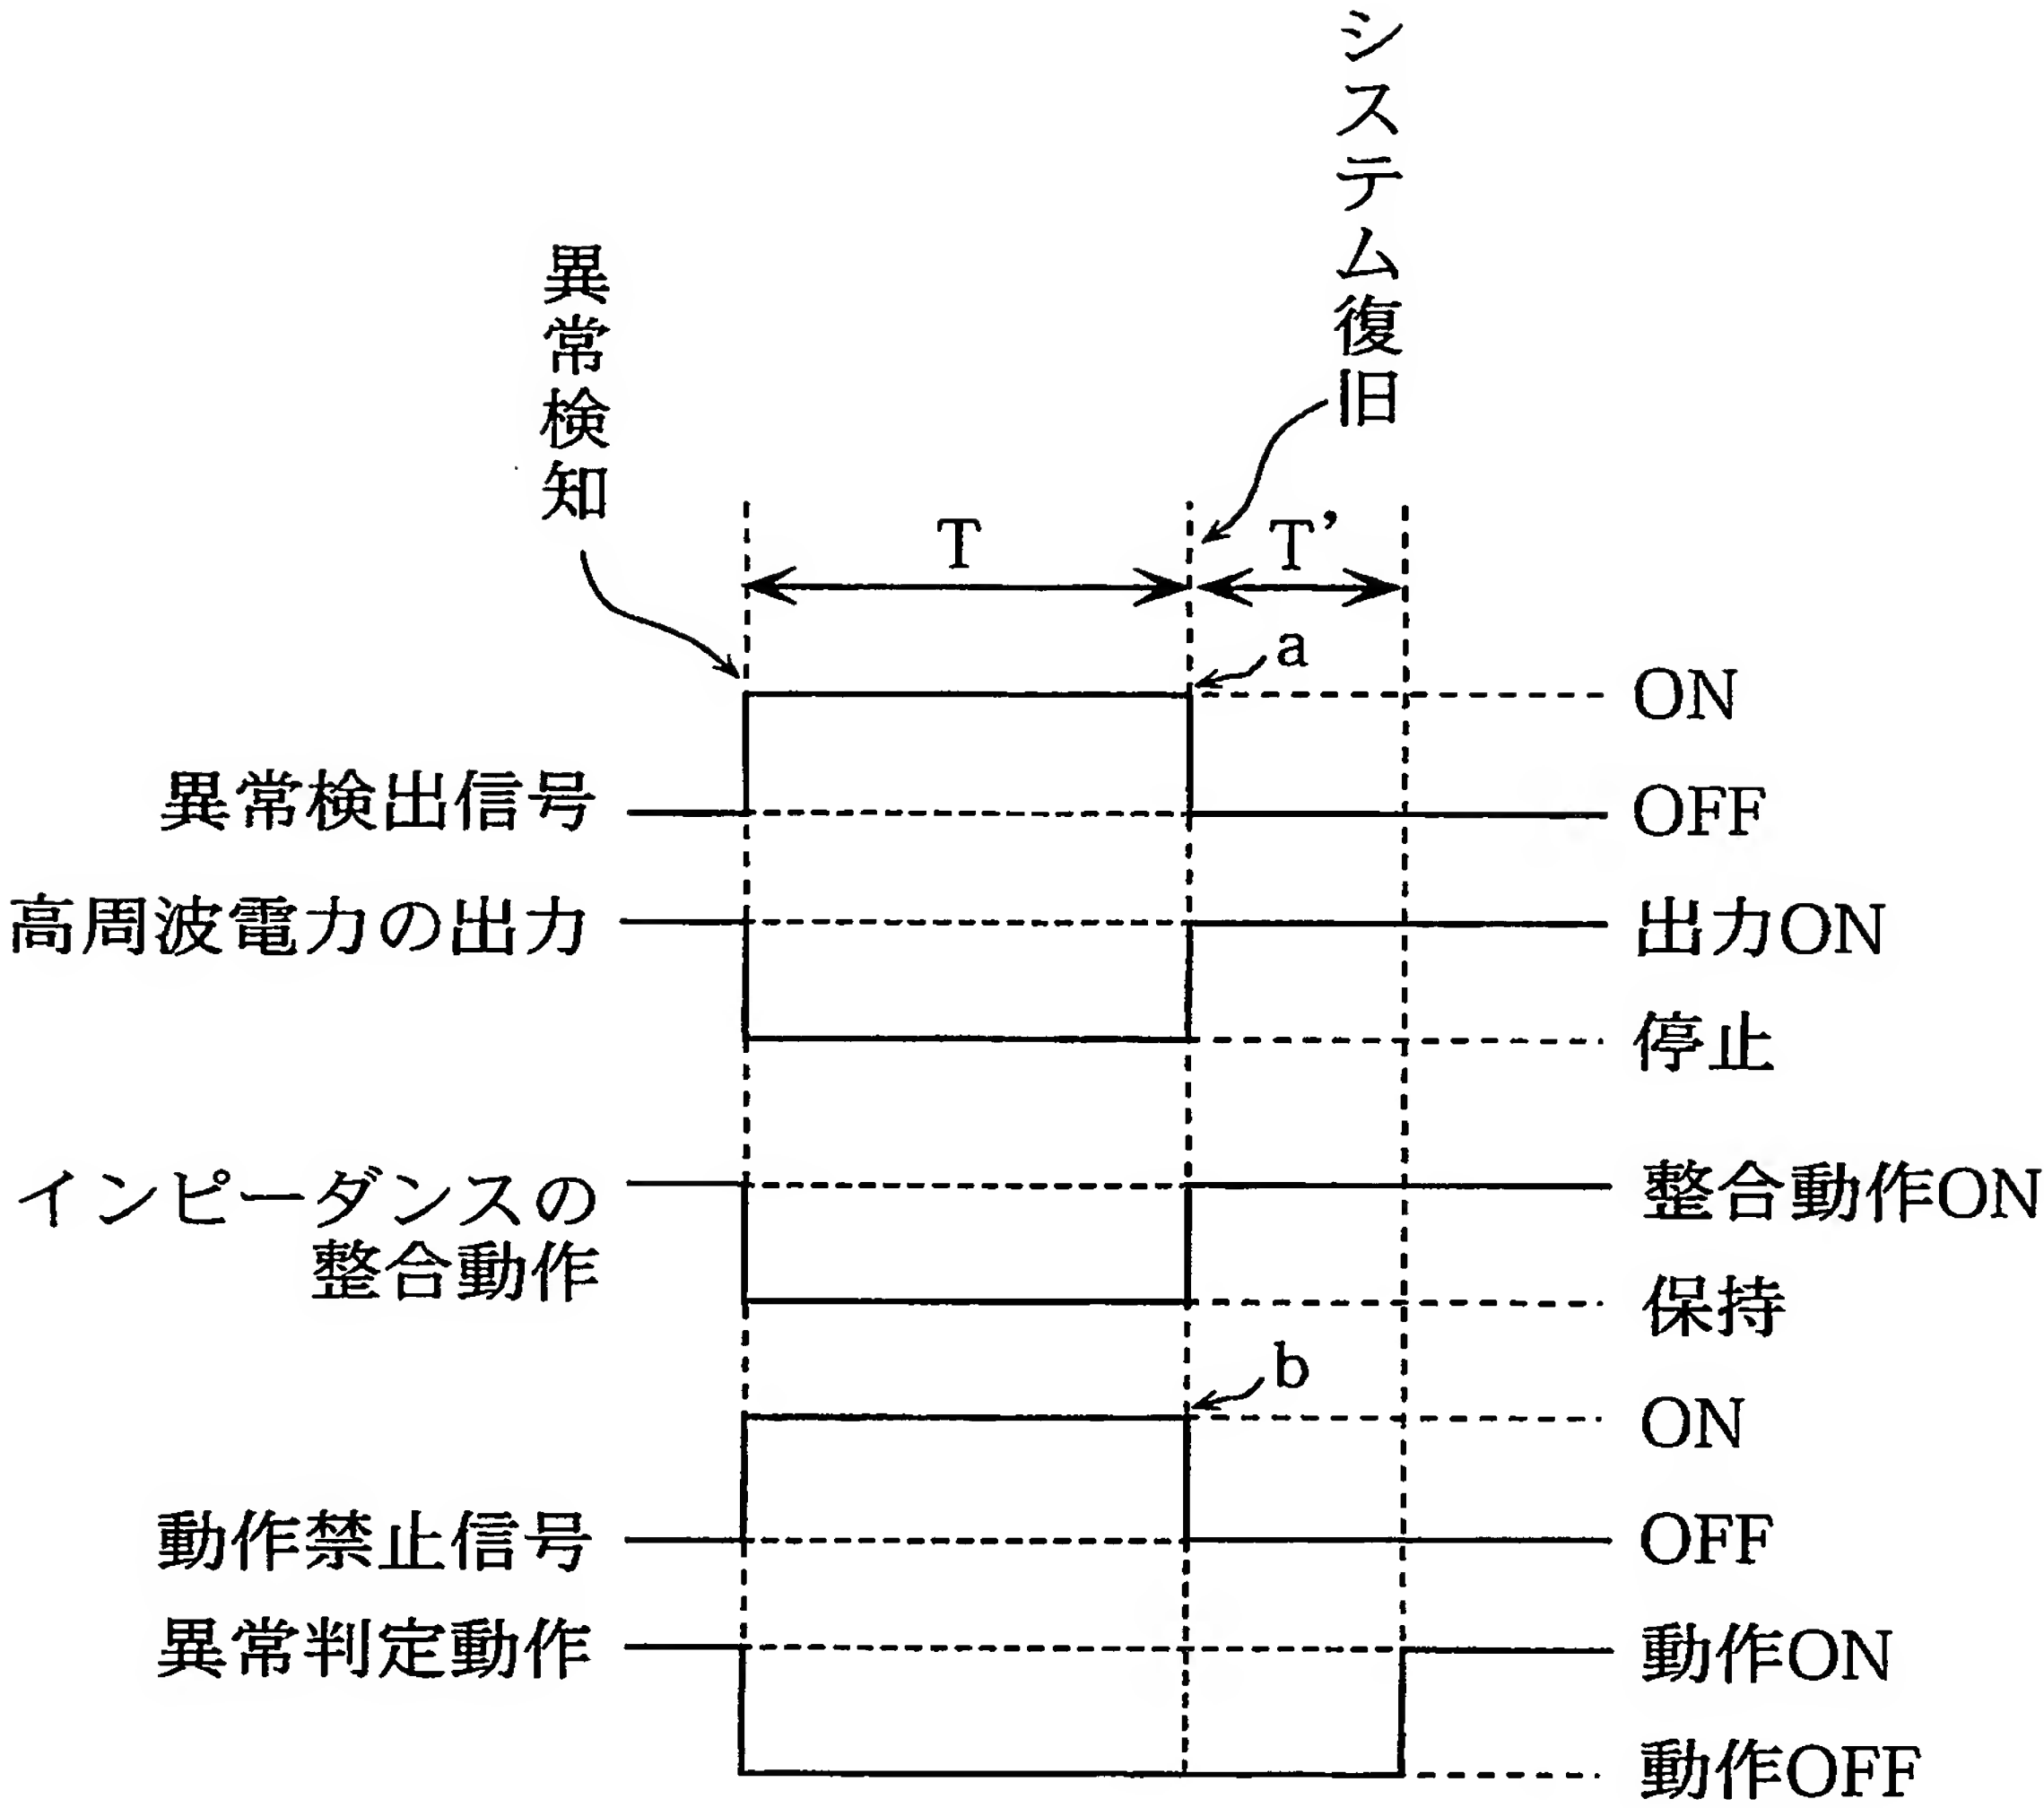 システム復旧
異常検知
T
T’
a
ON
異常検出信号
OFF
高周波電力の出力
出力ON
停止
インピーダンスの
整合動作
整合動作ON
保持
b
ON
動作禁止信号
OFF
異常判定動作
動作ON
動作OFF